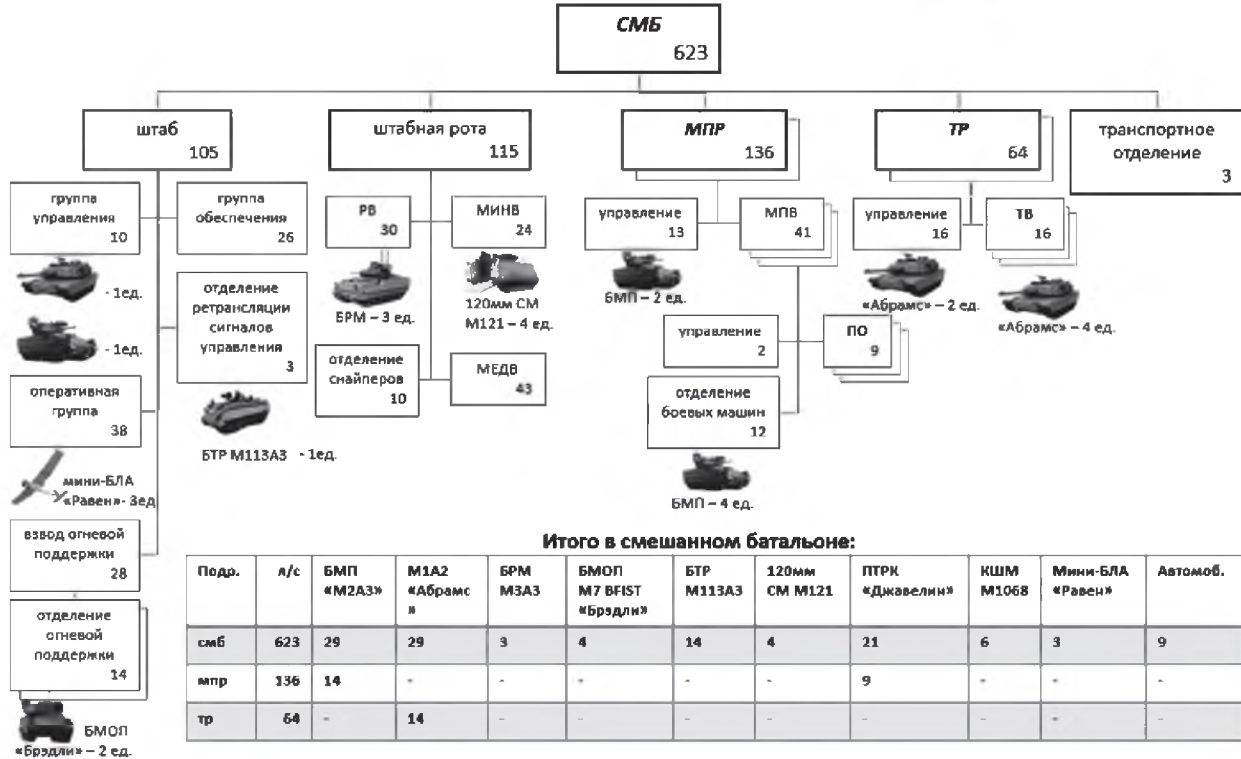 СМБ
623
штаб
105
штабная рота
115
МПР
136
ТР
64
транспортное
отделение
3
группа
управления
10
- 1ед.
- 1ед.
группа
обеспечения
26
отделение
ретрансляции
сигналов
управления
3
БТР М113А3 - 1ед.
оперативная
группа
38
мини-БЛА
«Равен»- 3ед
взвод огневой
поддержки
28
отделение
огневой
поддержки
14
БМОП
«Брэдли» – 2 ед.
РВ
30
БРМ – 3 ед.
МИНВ
24
120мм СМ
М121 – 4 ед.
отделение
снайперов
10
МЕДВ
43
управление
13
БМП – 2 ед.
МПВ
41
управление
2
ПО
9
отделение
боевых машин
12
БМП – 4 ед.
управление
16
«Абрамс» – 2 ед.
ТВ
16
«Абрамс» – 4 ед.
Итого в смешанном батальоне:
Подр. л/с БМП «М2А3» М1А2 «Абрамс» БРМ М3А3 БМОП М7 BFIST «Брэдли» БТР М113А3 120мм СМ М121 ПТРК «Джавелин» КШМ М1068 Мини-БЛА «Равен» Автомоб.
смб 623 29 29 3 4 14 4 21 6 3 9
мпр 136 14 - - - - - 9 - - -
тр 64 - 14 - - - - - - - -